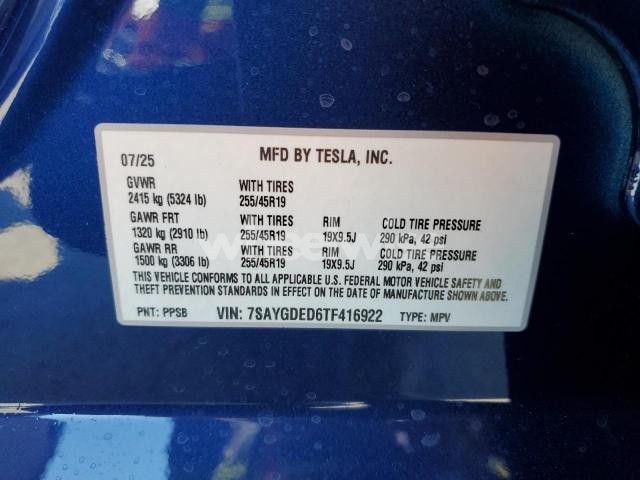 07/25 MFD BY TESLA, INC.
GVWR WITH TIRES
2415 kg (5324 lb) 255/45R19
GAWR FRT WITH TIRES RIM COLD TIRE PRESSURE
1320 kg (2910 lb) 255/45R19 19X9.5J 290 kPa, 42 psi
GAWR RR WITH TIRES RIM COLD TIRE PRESSURE
1500 kg (3306 lb) 255/45R19 19X9.5J 290 kPa, 42 psi
THIS VEHICLE CONFORMS TO ALL APPLICABLE U.S. FEDERAL MOTOR VEHICLE SAFETY AND
THEFT PREVENTION STANDARDS IN EFFECT ON THE DATE OF MANUFACTURE SHOWN ABOVE.
PNT: PPSB VIN: 7SAYGDED6TF416922 TYPE: MPV